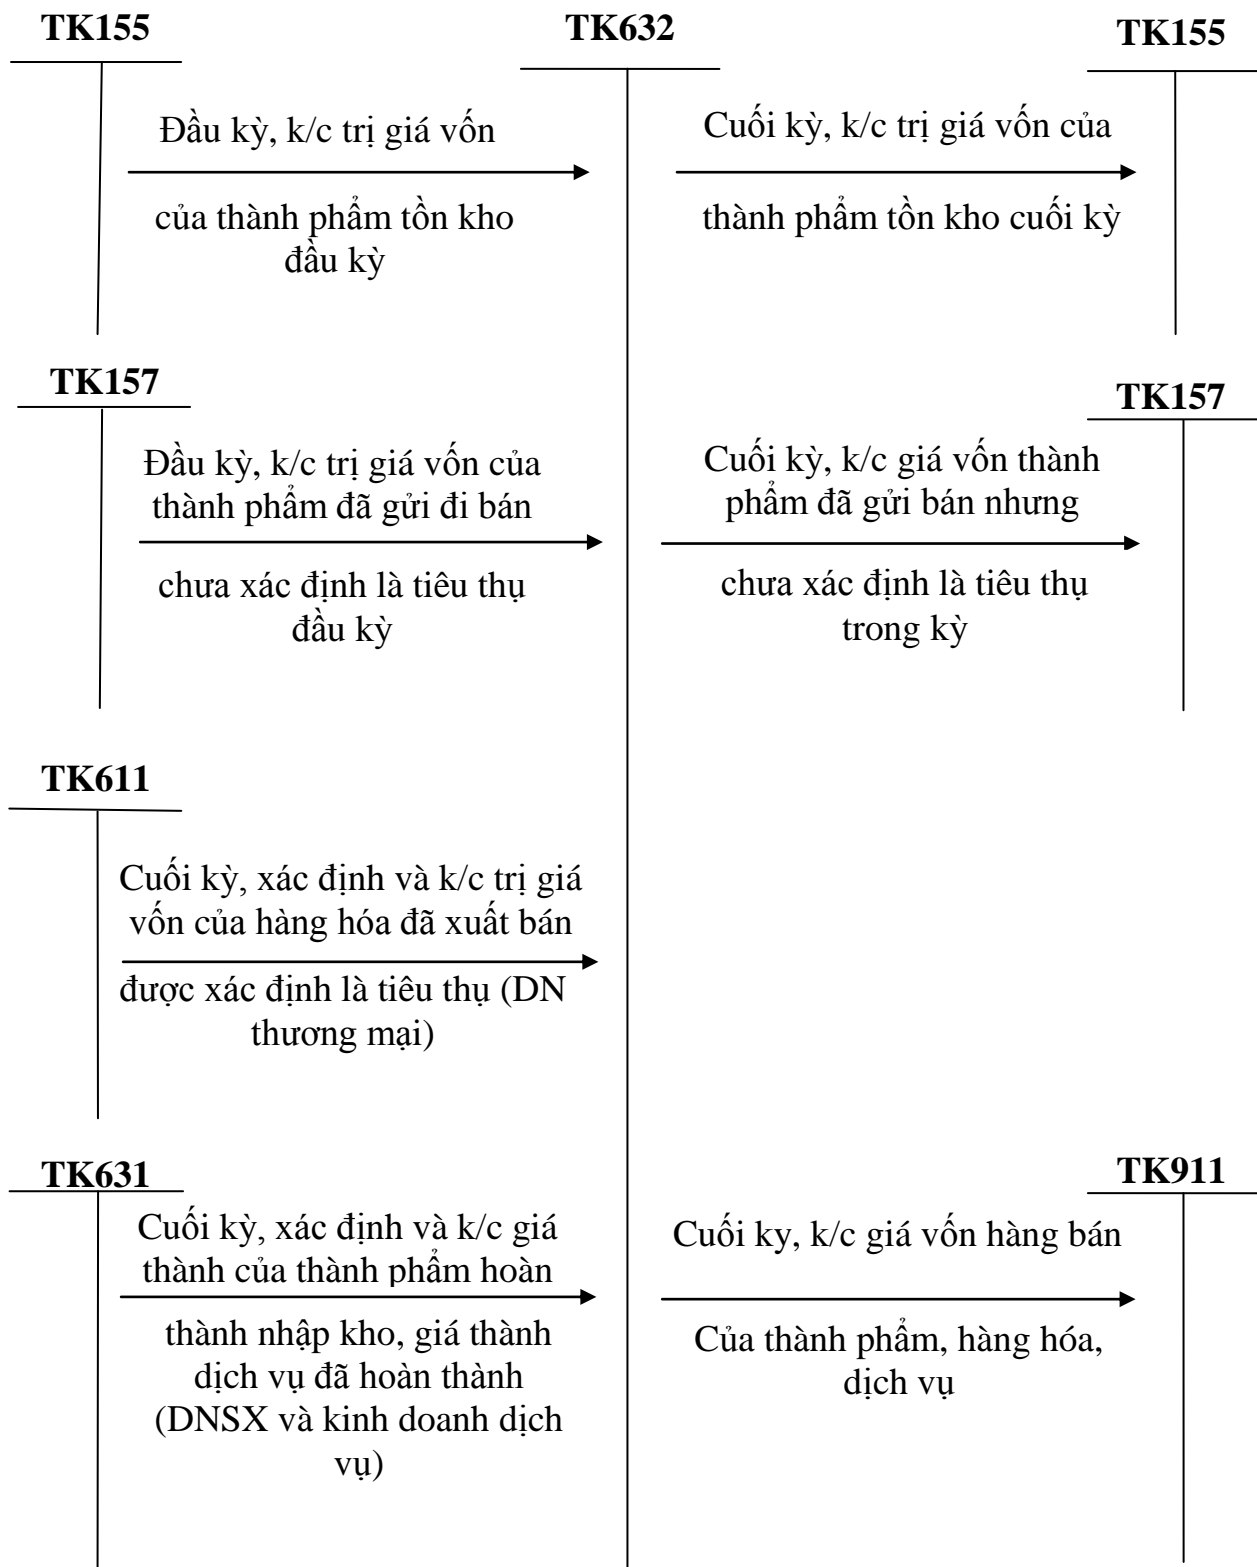 TK155
TK632
TK155
Đầu kỳ, k/c trị giá vốn
của thành phẩm tồn kho
đầu kỳ
Cuối kỳ, k/c trị giá vốn của
thành phẩm tồn kho cuối kỳ
TK157
TK157
Đầu kỳ, k/c trị giá vốn của
thành phẩm đã gửi đi bán
chưa xác định là tiêu thụ
đầu kỳ
Cuối kỳ, k/c giá vốn thành
phẩm đã gửi bán nhưng
chưa xác định là tiêu thụ
trong kỳ
TK611
Cuối kỳ, xác định và k/c trị giá
vốn của hàng hóa đã xuất bán
được xác định là tiêu thụ (DN
thương mại)
TK631
TK911
Cuối kỳ, xác định và k/c giá
thành của thành phẩm hoàn
thành nhập kho, giá thành
dịch vụ đã hoàn thành
(DNSX và kinh doanh dịch
vụ)
Cuối ky, k/c giá vốn hàng bán
Của thành phẩm, hàng hóa,
dịch vụ